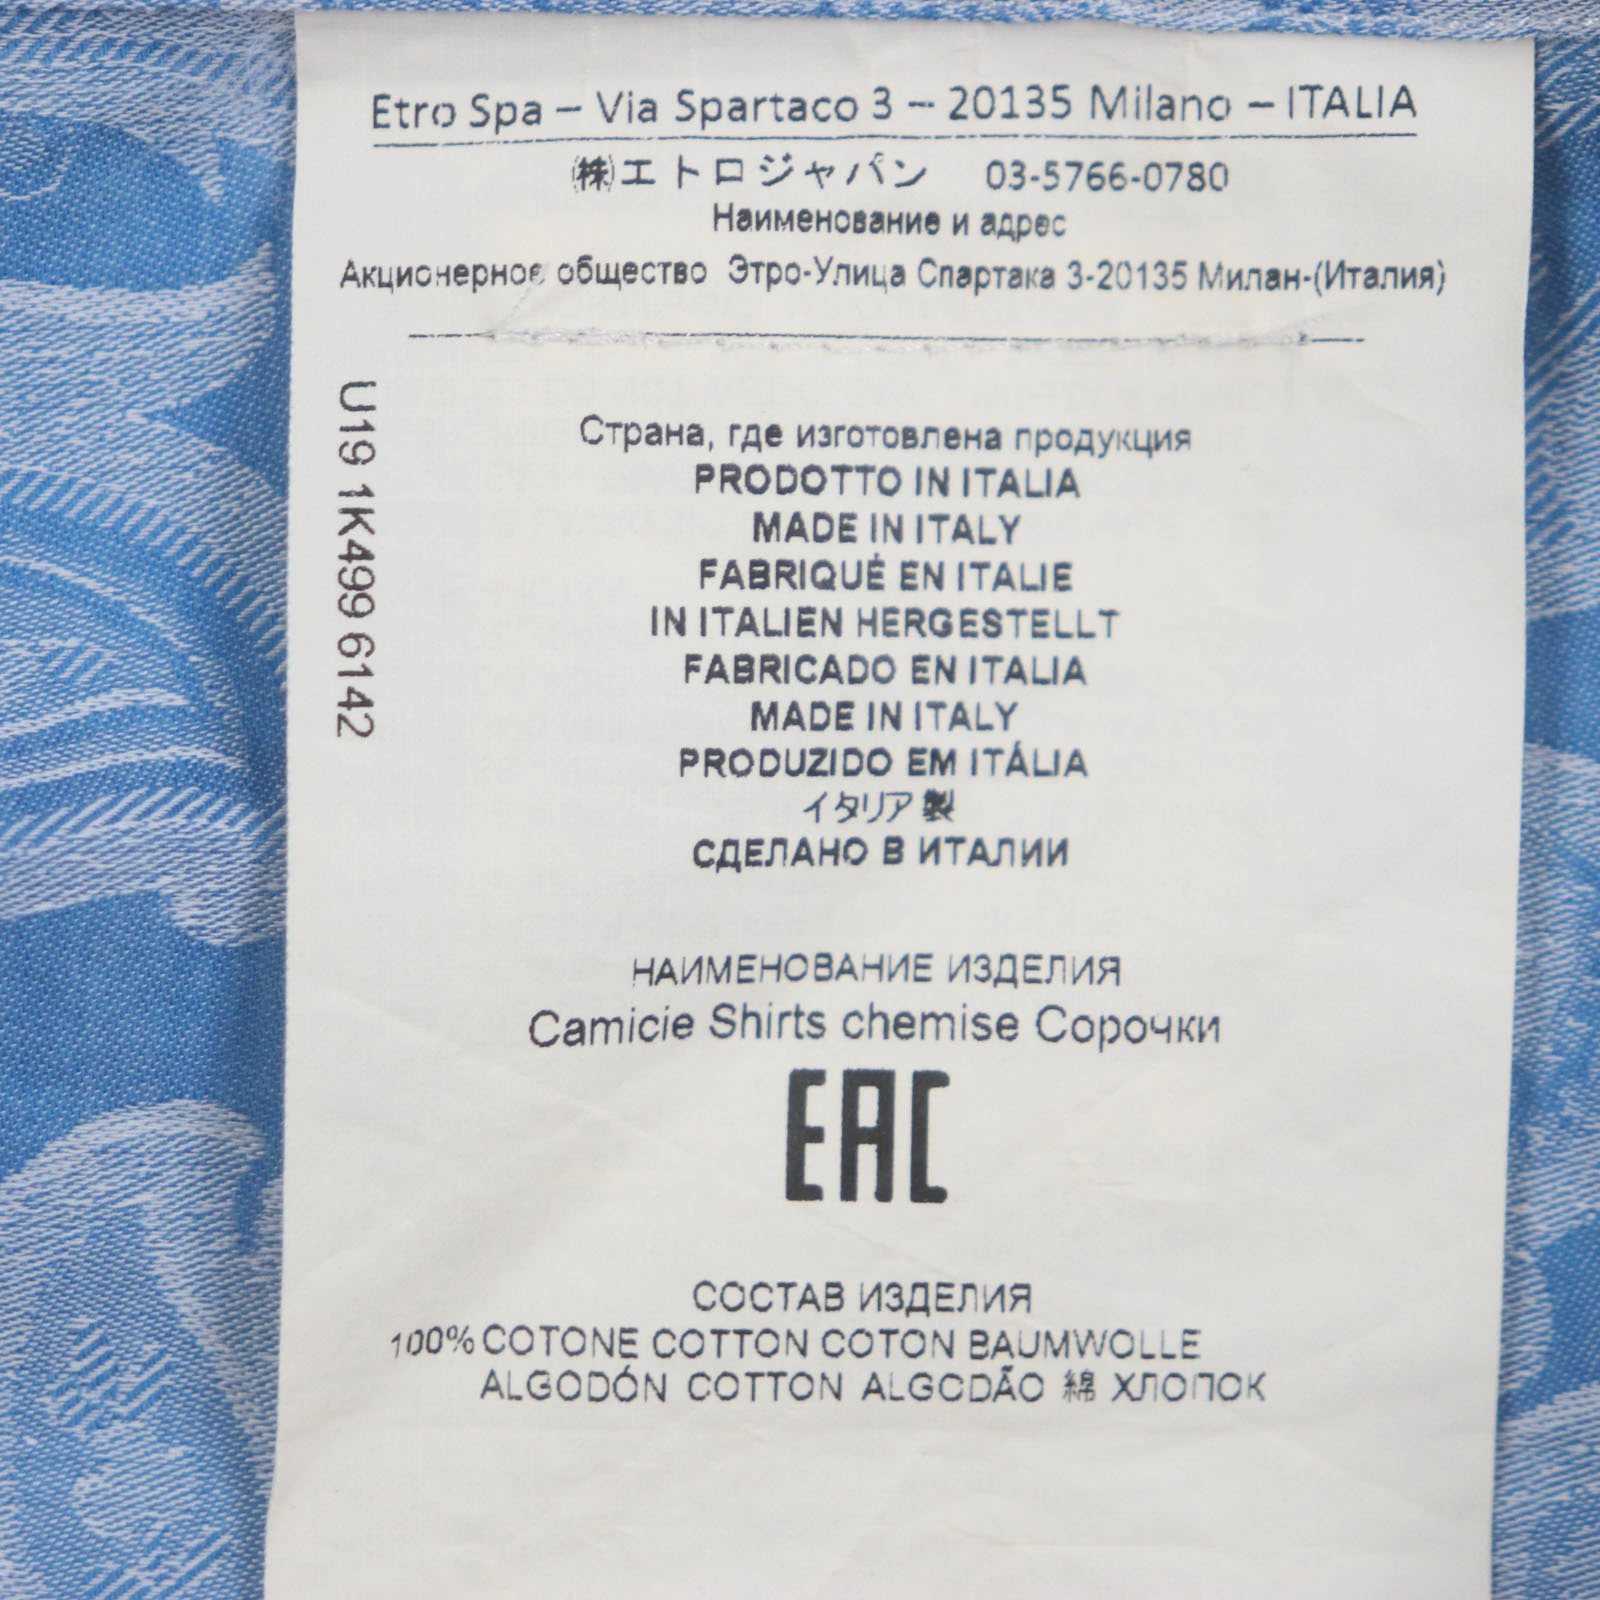 Etro Spa – Via Spartaco 3 – 20135 Milano – ITALIA
㈱エトロジャパン 03-5766-0780
Наименование и адрес
Акционерное общество Этро-Улица Спартака 3-20135 Милан-(Италия)
U19 1K499 6142
Страна, где изготовлена продукция
PRODOTTO IN ITALIA
MADE IN ITALY
FABRIQUÉ EN ITALIE
IN ITALIEN HERGESTELLT
FABRICADO EN ITALIA
MADE IN ITALY
PRODUZIDO EM ITÁLIA
イタリア製
СДЕЛАНО В ИТАЛИИ
НАИМЕНОВАНИЕ ИЗДЕЛИЯ
Camicie Shirts chemise Сорочки
EAC
СОСТАВ ИЗДЕЛИЯ
100% COTONE COTTON COTON BAUMWOLLE
ALGODÓN COTTON ALGODÃO 綿 ХЛОПОК